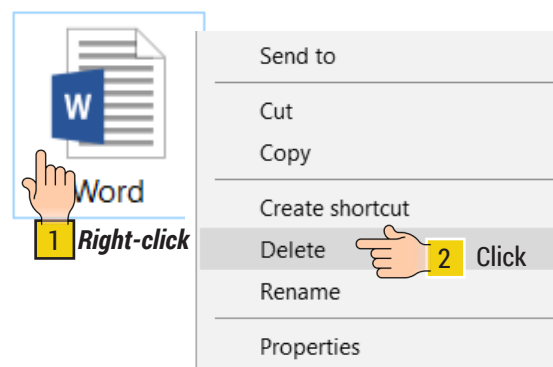 W
Word
1 Right-click
Send to
Cut
Copy
Create shortcut
Delete
2 Click
Rename
Properties